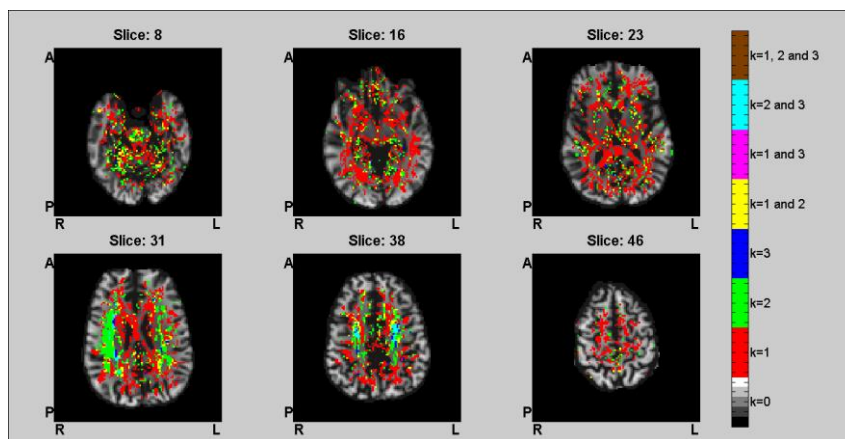 Slice: 8
Slice: 16
Slice: 23
A
A
A
P
P
P
R
L
R
L
R
L
Slice: 31
Slice: 38
Slice: 46
A
A
A
P
P
P
R
L
R
L
R
L
k=1, 2 and 3
k=2 and 3
k=1 and 3
k=1 and 2
k=3
k=2
k=1
k=0